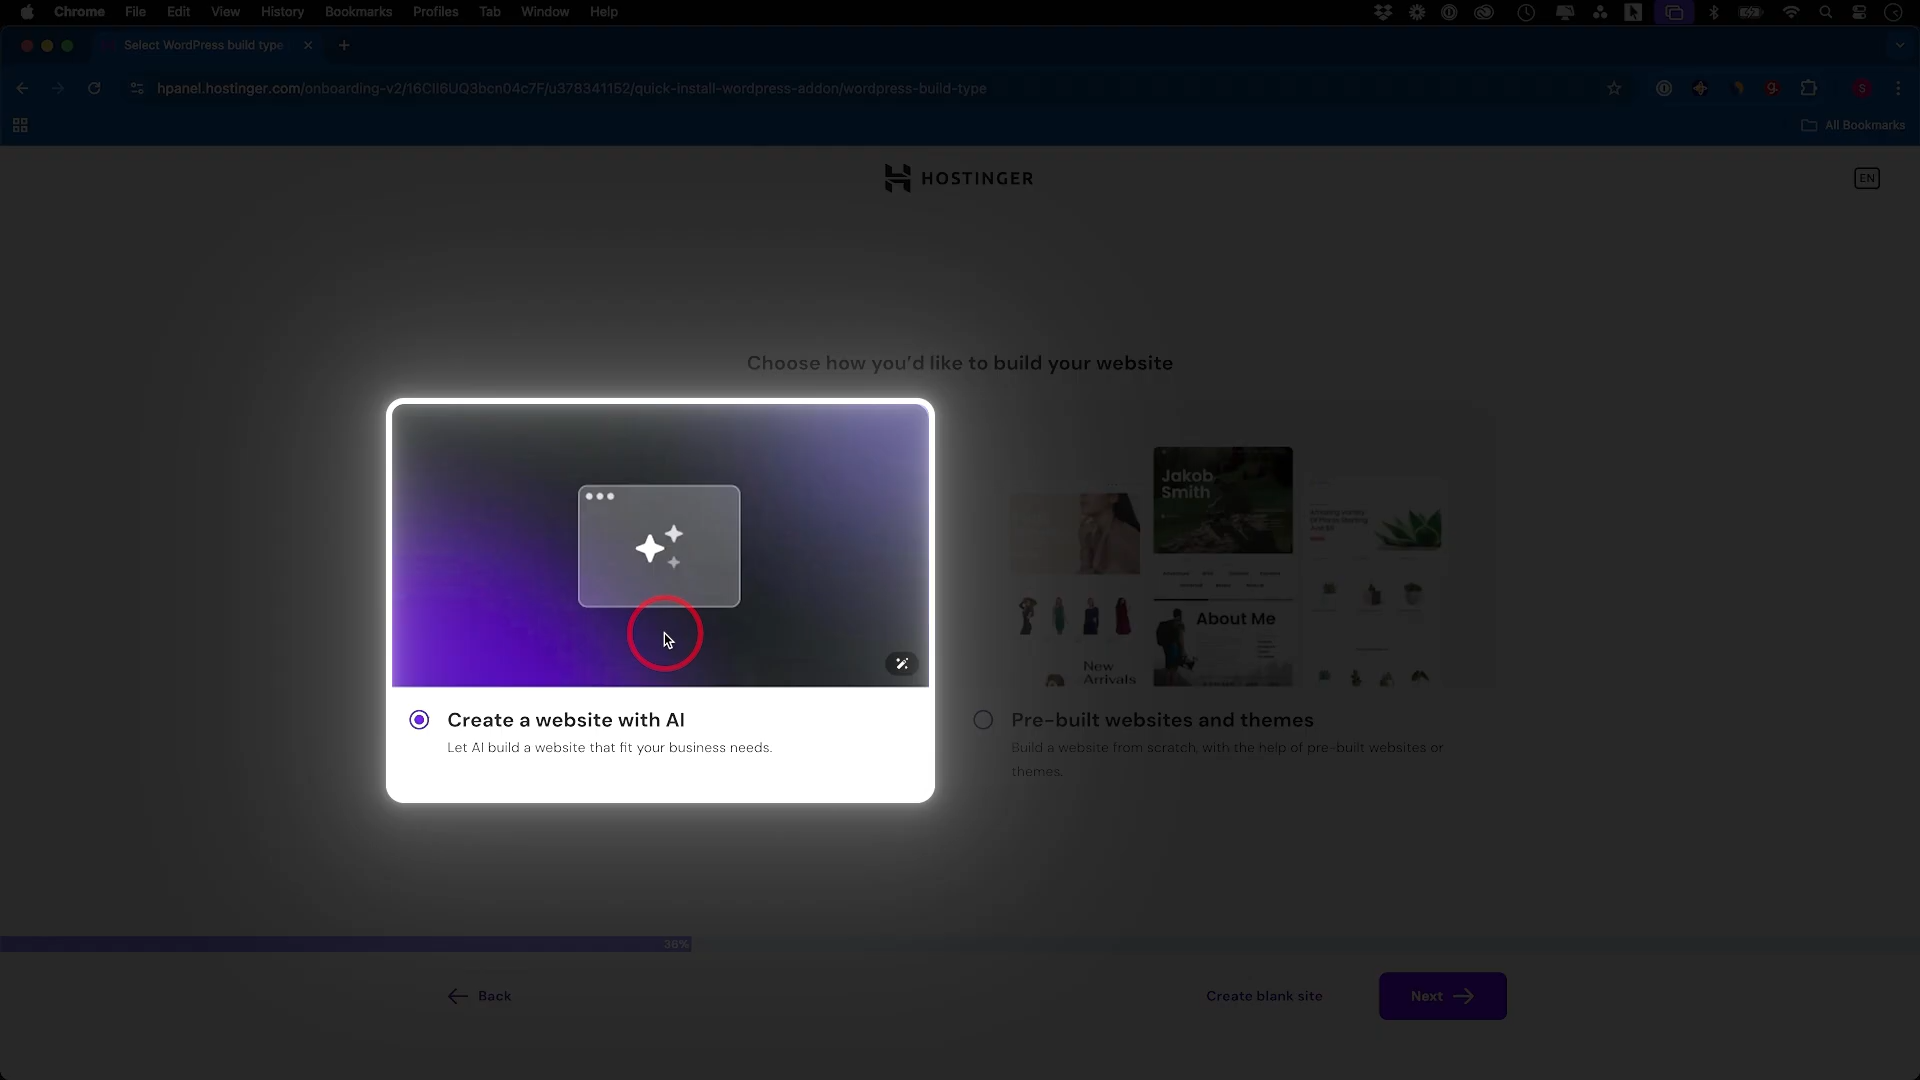 Chrome File Edit View History Bookmarks Profiles Tab Window Help
Select WordPress build type
hpanel.hostinger.com/onboarding-v2/16CII6UQ3bcn04c7F/u378341152/quick-install-wordpress-addon/wordpress-build-type
S
All Bookmarks
HOSTINGER
EN
Choose how you'd like to build your website
Jakob
Smith
About Me
New
Arrivals
Create a website with AI
Let AI build a website that fit your business needs.
Pre-built websites and themes
Build a website from scratch, with the help of pre-built websites or
themes.
36%
Back
Create blank site
Next